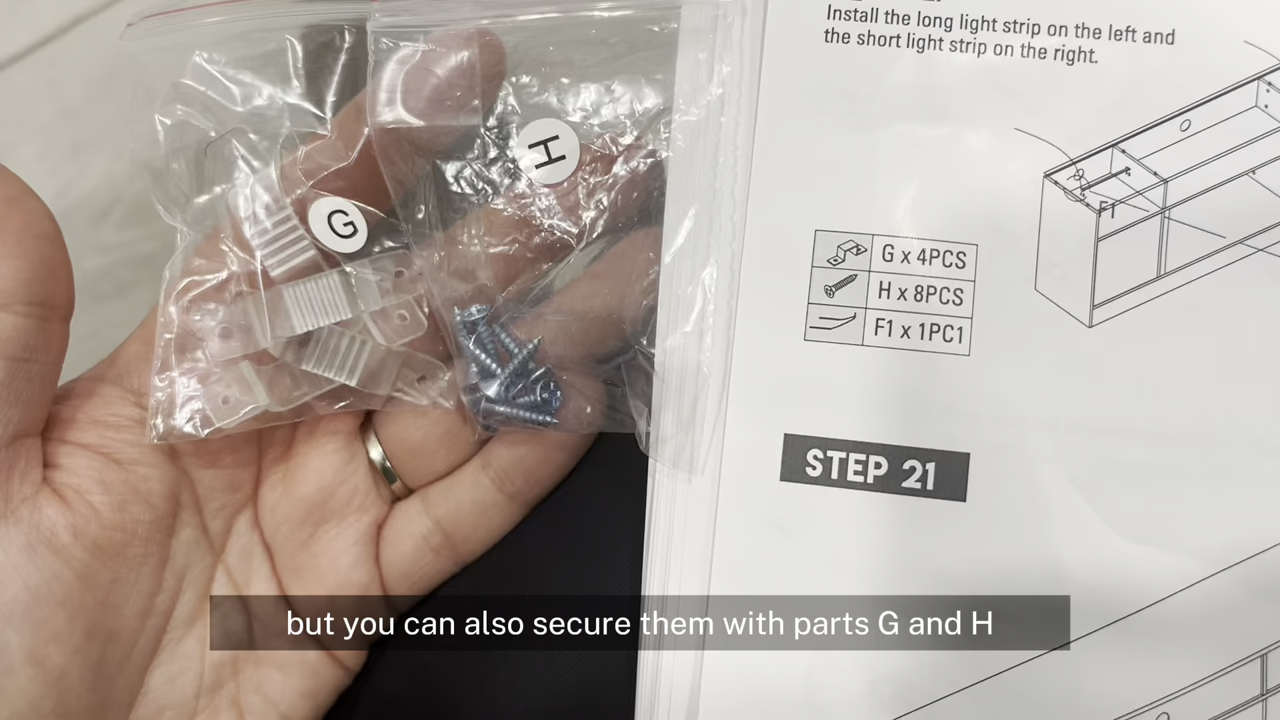 Install the long light strip on the left and
the short light strip on the right.
G
H
F1
G x 4PCS
H x 8PCS
F1 x 1PC1
STEP 21
but you can also secure them with parts G and H